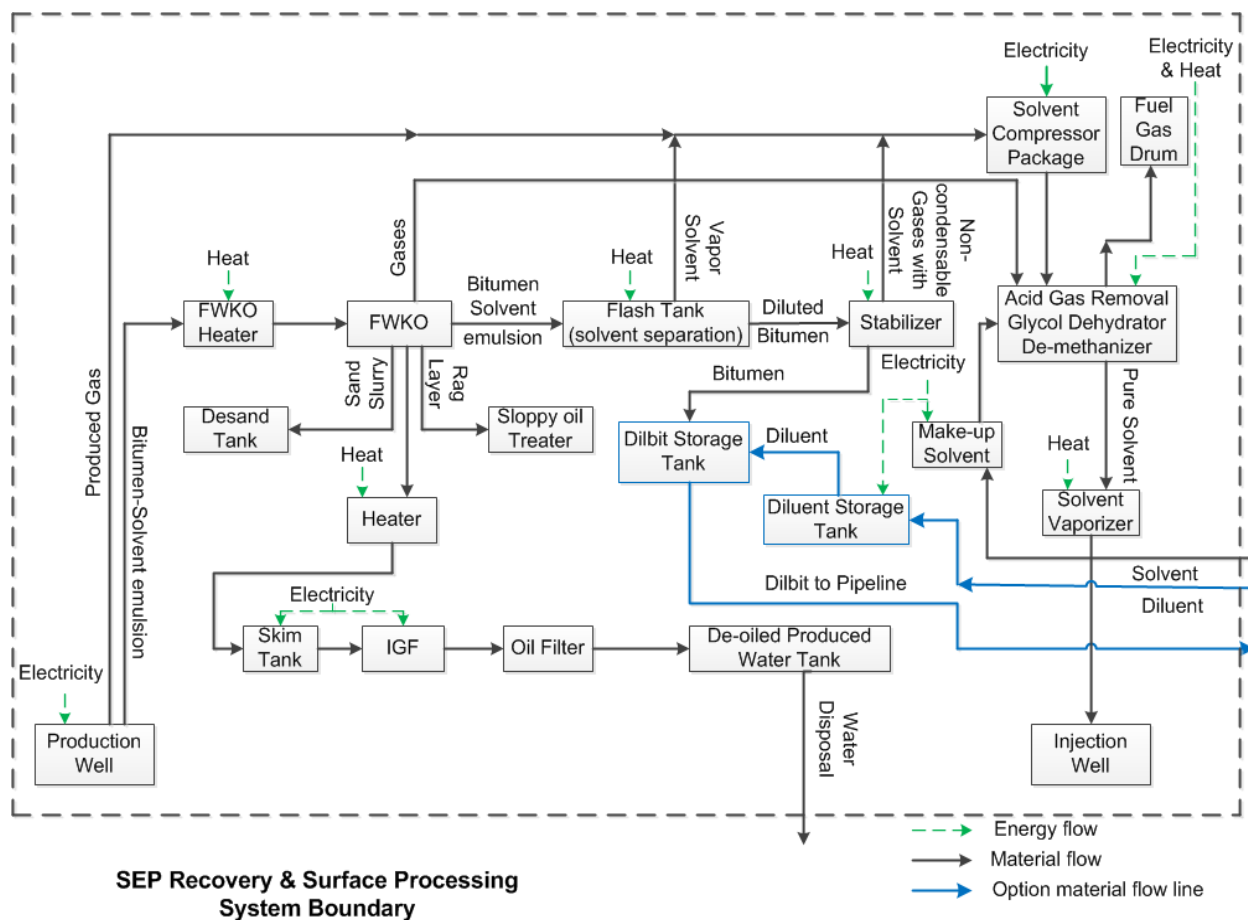 Electricity
Electricity
& Heat
Solvent
Compressor
Package
Fuel
Gas
Drum
Gases
Vapor
Solvent
Non-
condensable
Gases with
Solvent
Heat
Heat
Heat
FWKO
Heater
FWKO
Bitumen
Solvent
emulsion
Flash Tank
(solvent separation)
Diluted
Bitumen
Stabilizer
Acid Gas Removal
Glycol Dehydrator
De-methanizer
Produced Gas
Bitumen-Solvent emulsion
Sand
Slurry
Rag
Layer
Bitumen
Electricity
Desand
Tank
Sloppy oil
Treater
Dilbit Storage
Tank
Diluent
Make-up
Solvent
Pure Solvent
Heat
Heat
Heater
Diluent Storage
Tank
Solvent
Vaporizer
Dilbit to Pipeline
Solvent
Diluent
Electricity
Skim
Tank
IGF
Oil Filter
De-oiled Produced
Water Tank
Electricity
Production
Well
Water
Disposal
Injection
Well
Energy flow
Material flow
Option material flow line
SEP Recovery & Surface Processing
System Boundary